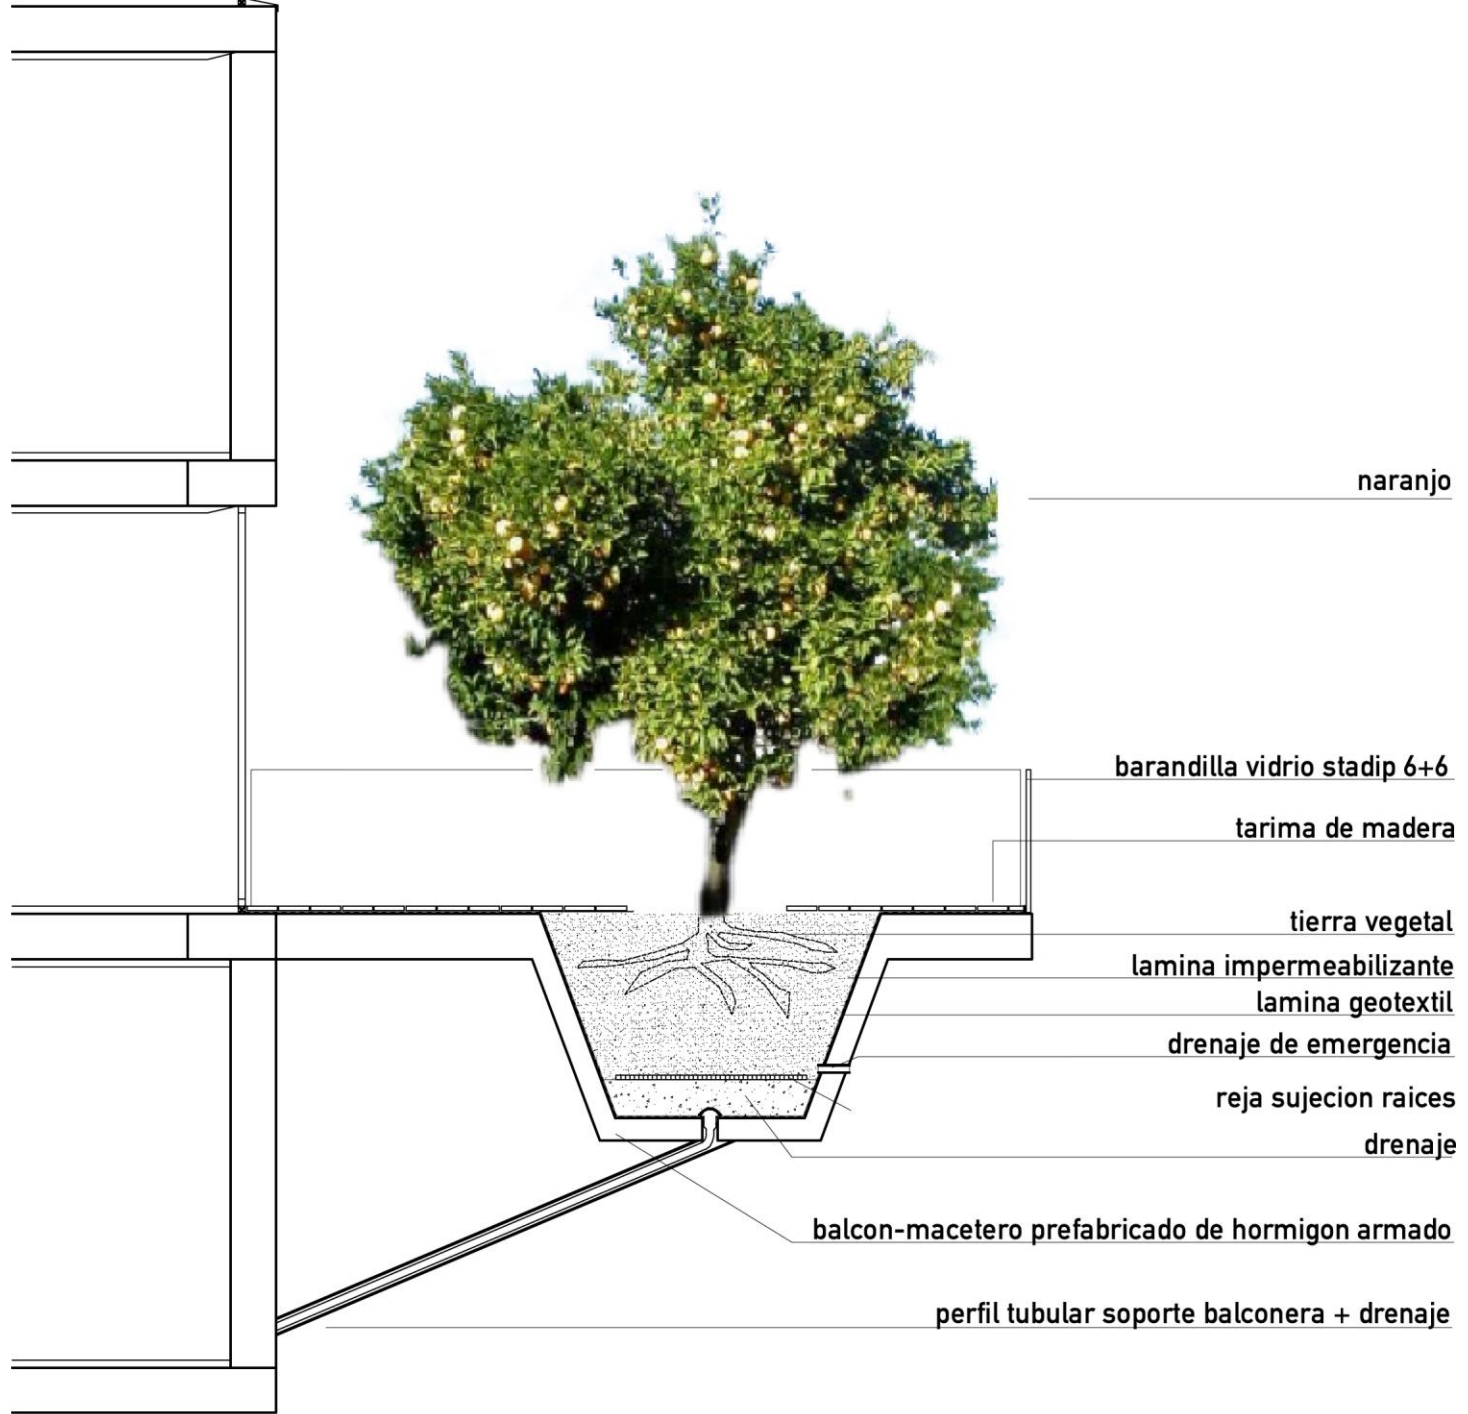 naranjo
barandilla vidrio stadip 6+6
tarima de madera
tierra vegetal
lamina impermeabilizante
lamina geotextil
drenaje de emergencia
reja sujecion raices
drenaje
balcon-macetero prefabricado de hormigon armado
perfil tubular soporte balconera + drenaje